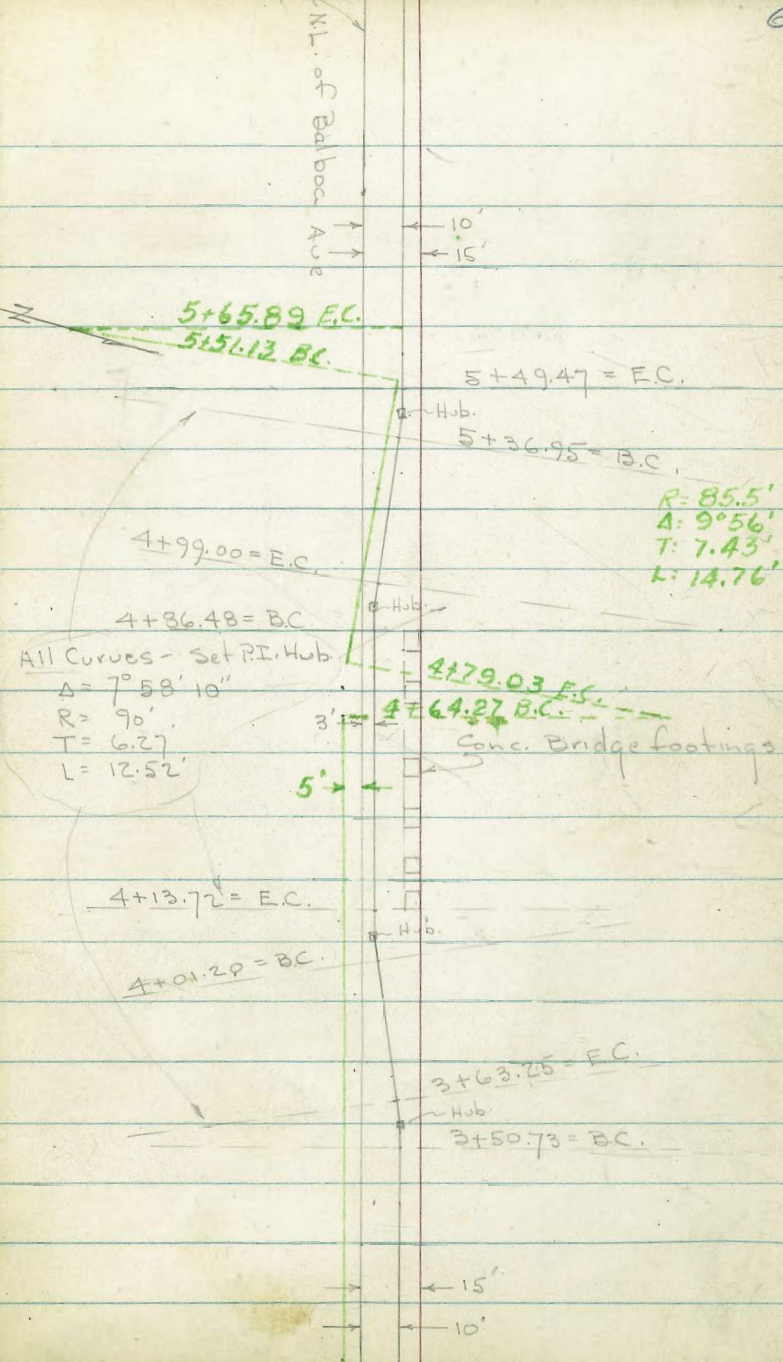 6
N.L. of Balboa Ave
10'
15'
5+65.89 E.C.
5+51.13 B.C.
5+49.47 = E.C.
Hub.
5+36.95 = B.C.
R= 85.5'
Δ: 9°56'
T: 7.43'
L: 14.76'
4+99.00 = E.C.
Hub.
4+86.48 = B.C
All Curves - Set P.I. Hub
Δ = 7° 58' 10"
R = 90'
T = 6.27
L = 12.52'
4+79.03 E.C.
3'
4+64.27 B.C.
Conc. Bridge footings
5'
4+13.72 = E.C.
Hub.
4+01.20 = B.C.
3+63.25 = E.C.
Hub
3+50.73 = B.C.
15'
10'